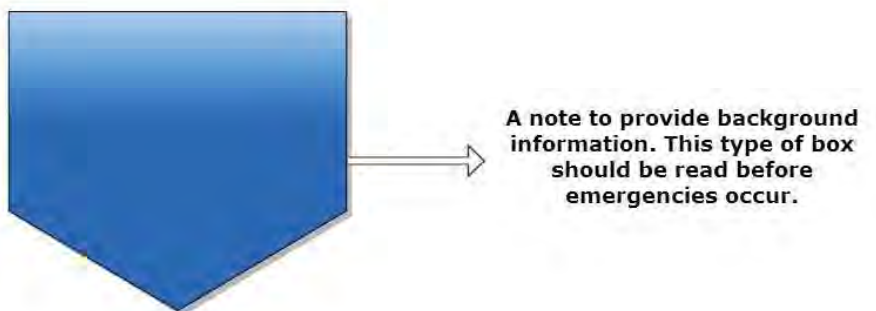 A note to provide background
information. This type of box
should be read before
emergencies occur.